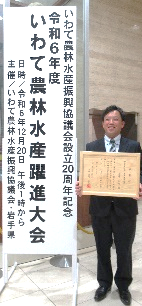 いわて農林水産振興協議会設立20周年記念
令和6年度
いわて農林水産躍進大会
日時／令和6年12月20日 午後1時から
主催／いわて農林水産振興協議会・岩手県